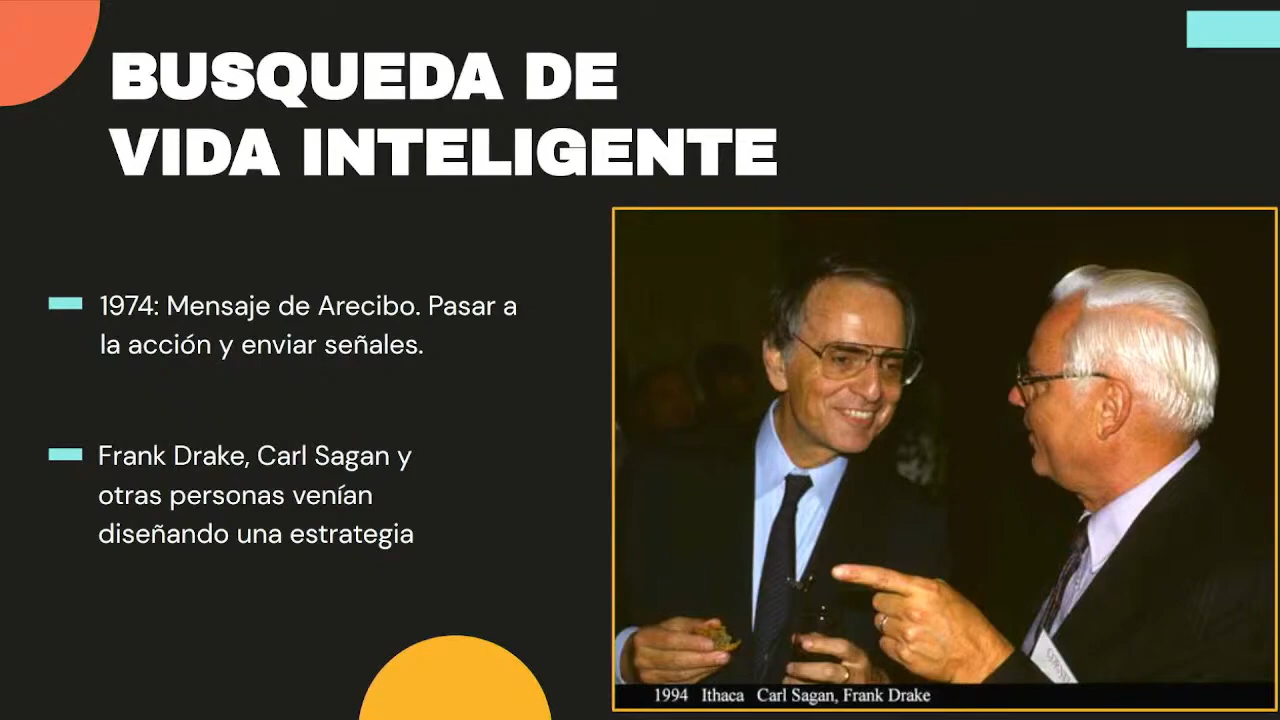 BUSQUEDA DE
VIDA INTELIGENTE
1974: Mensaje de Arecibo. Pasar a
la acción y enviar señales.
Frank Drake, Carl Sagan y
otras personas venían
diseñando una estrategia
1994 Ithaca Carl Sagan, Frank Drake